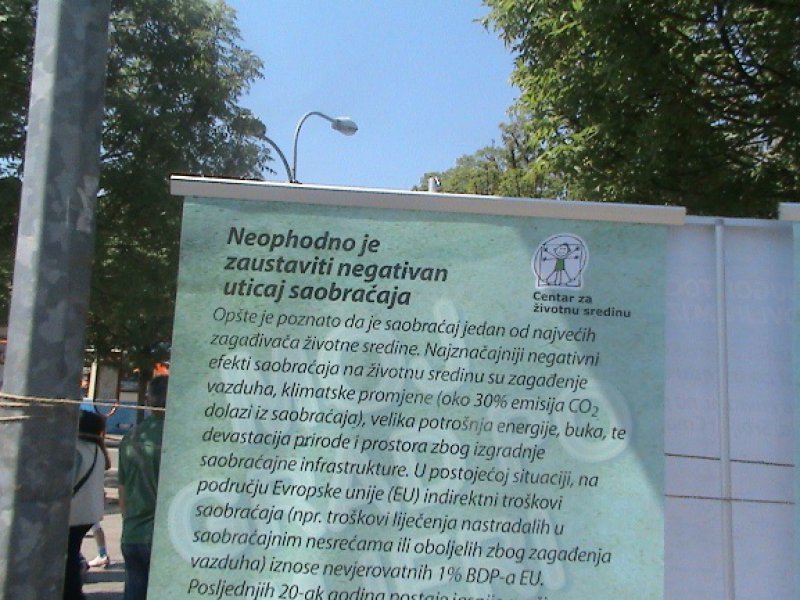 Neophodno je
zaustaviti negativan
uticaj saobraćaja
Centar za
životnu sredinu
Opšte je poznato da je saobraćaj jedan od najvećih
zagađivača životne sredine. Najznačajniji negativni
efekti saobraćaja na životnu sredinu su zagađenje
vazduha, klimatske promjene (oko 30% emisija CO2
dolazi iz saobraćaja), velika potrošnja energije, buka, te
devastacija prirode i prostora zbog izgradnje
saobraćajne infrastrukture. U postojećoj situaciji, na
području Evropske unije (EU) indirektni troškovi
saobraćaja (npr. troškovi liječenja nastradalih u
saobraćajnim nesrećama ili oboljelih zbog zagađenja
vazduha) iznose nevjerovatnih 1% BDP-a EU.
Posljednjih 20-ak godina postaje